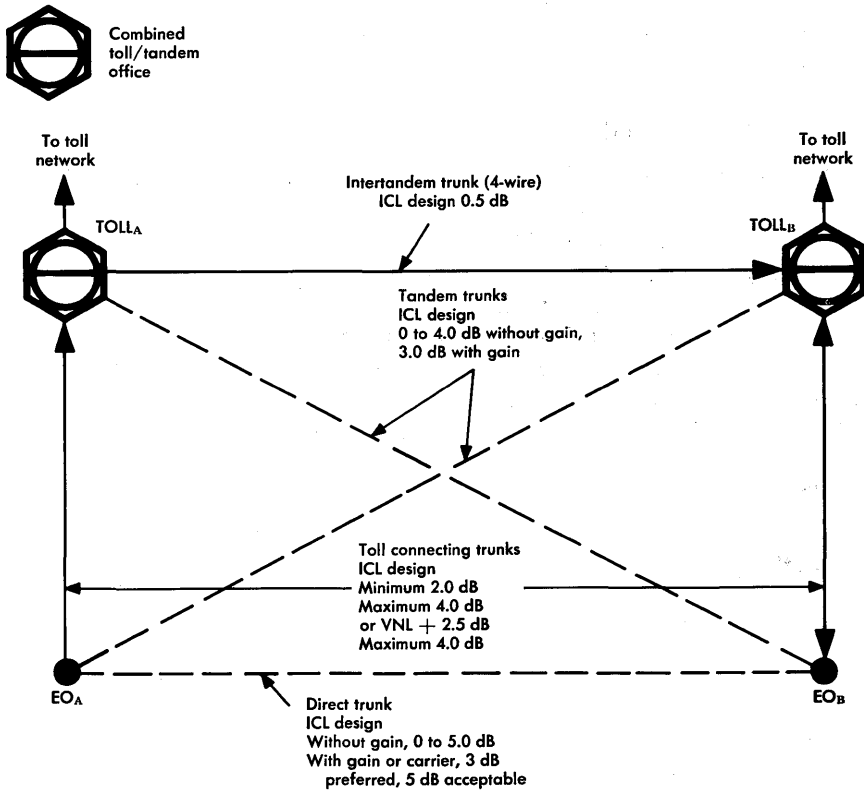 Combined
toll/tandem
office
To toll
network
To toll
network
Intertandem trunk (4-wire)
ICL design 0.5 dB
TOLLA
TOLLB
Tandem trunks
ICL design
0 to 4.0 dB without gain,
3.0 dB with gain
Toll connecting trunks
ICL design
Minimum 2.0 dB
Maximum 4.0 dB
or VNL + 2.5 dB
Maximum 4.0 dB
EOA
EOB
Direct trunk
ICL design
Without gain, 0 to 5.0 dB
With gain or carrier, 3 dB
preferred, 5 dB acceptable